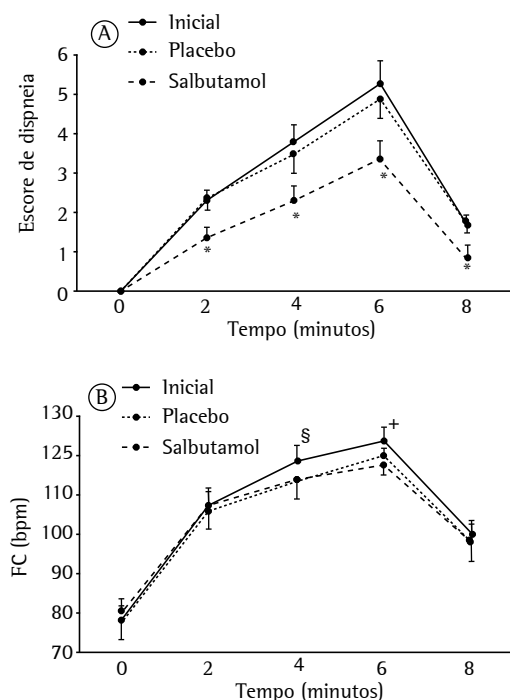 A
Inicial
Placebo
Salbutamol
Escore de dispneia
6
5
4
3
2
1
0
*
*
*
*
0 2 4 6 8
Tempo (minutos)
B
Inicial
Placebo
Salbutamol
FC (bpm)
130
125
110
100
90
80
70
§
+
0 2 4 6 8
Tempo (minutos)